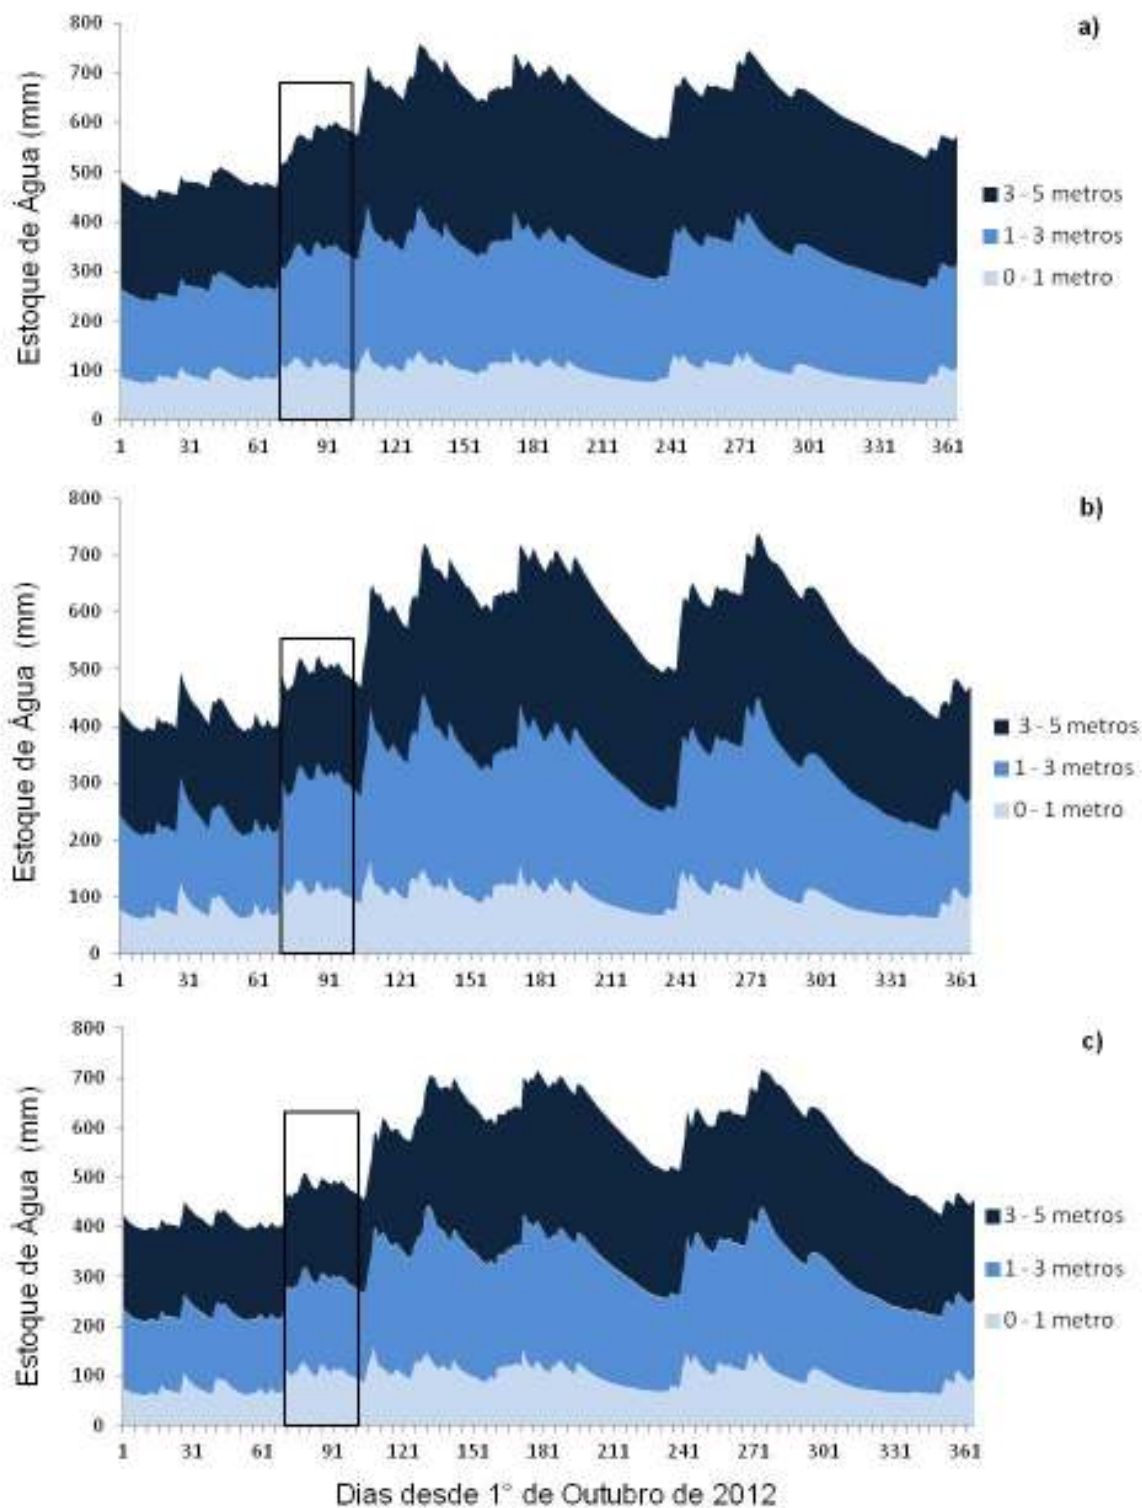 a)
Estoque de Água (mm)
800
700
600
500
400
300
200
100
0
1 31 61 91 121 151 181 211 241 271 301 331 361
3 - 5 metros
1 - 3 metros
0 - 1 metro
b)
Estoque de Água (mm)
800
700
600
500
400
300
200
100
0
1 31 61 91 121 151 181 211 241 271 301 331 361
3 - 5 metros
1 - 3 metros
0 - 1 metro
c)
Estoque de Água (mm)
800
700
600
500
400
300
200
100
0
1 31 61 91 121 151 181 211 241 271 301 331 361
3 - 5 metros
1 - 3 metros
0 - 1 metro
Dias desde 1° de Outubro de 2012